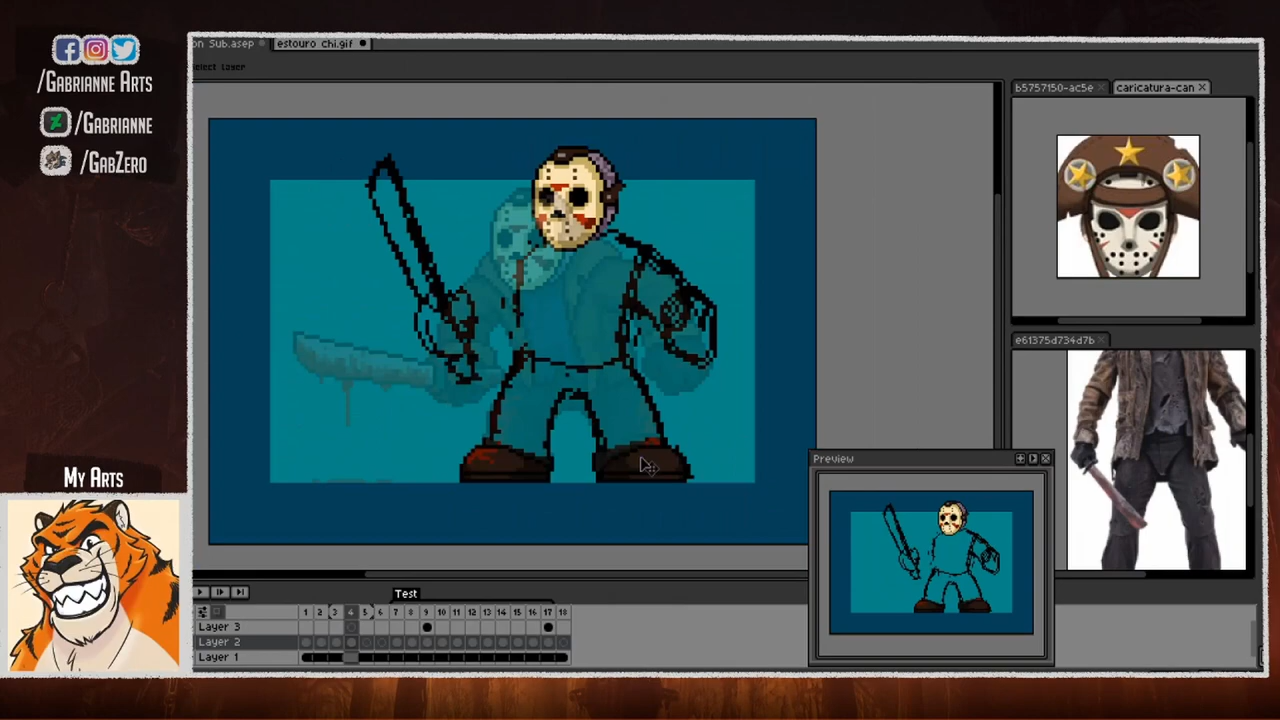 /Gabrianne Arts
/Gabrianne
/GabZero
My Arts
on Sub.asep
estouro chi.gif
elect Layer
b5757150-ac5e
caricatura-can
e61375d734d7b
Preview
Test
1 2 3 4 5 6 7 8 9 10 11 12 13 14 15 16 17 18
Layer 3
Layer 2
Layer 1